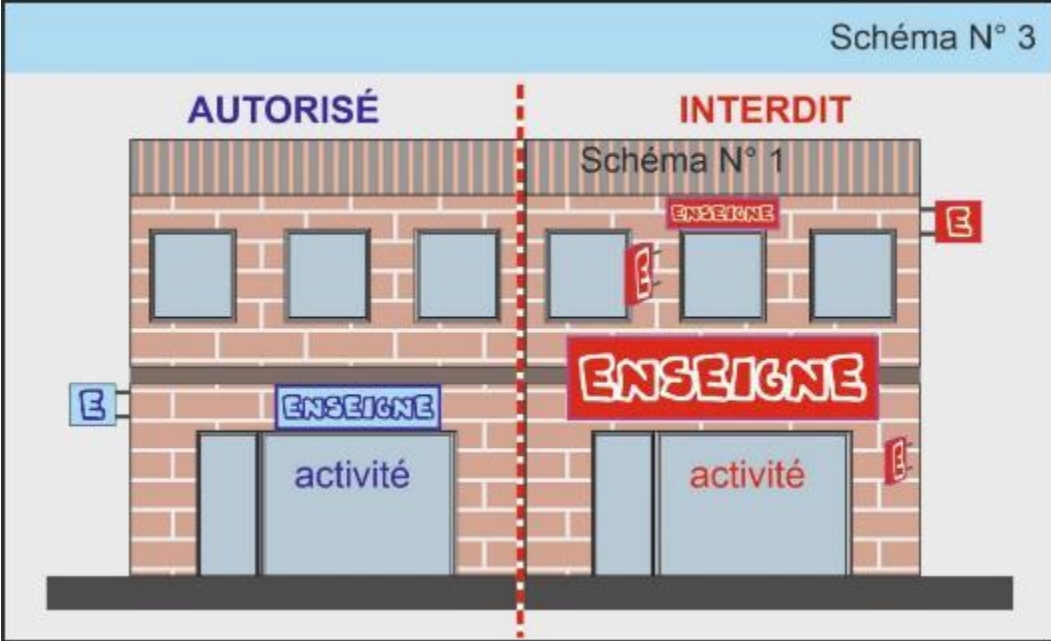 Schéma N° 3
AUTORISÉ
INTERDIT
Schéma N° 1
ENSEIGNE
E
E
ENSEIGNE
E
ENSEIGNE
E
activité
activité